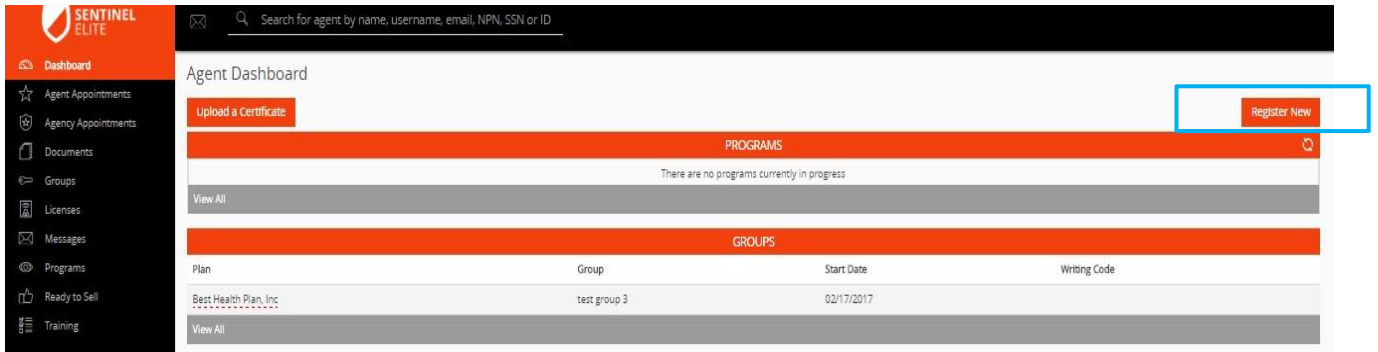 SENTINEL
ELITE
Search for agent by name, username, email, NPN, SSN or ID
Dashboard
Agent Appointments
Agency Appointments
Documents
Groups
Licenses
Messages
Programs
Ready to Sell
Training
Agent Dashboard
Upload a Certificate
Register New
PROGRAMS
There are no programs currently in progress
View All
GROUPS
Plan Group Start Date Writing Code
Best Health Plan, Inc test group 3 02/17/2017
View All